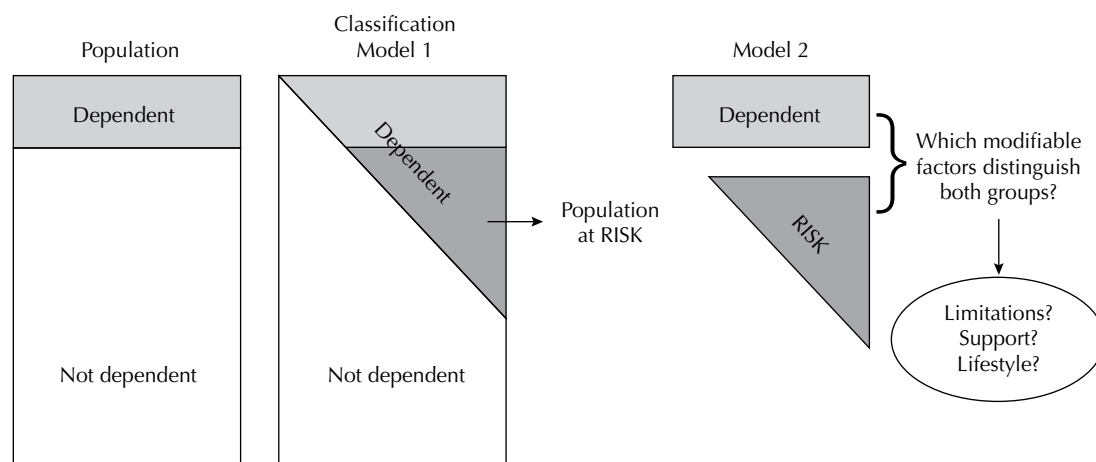 Population
Dependent
Not dependent
Classification
Model 1
Dependent
Not dependent
Population
at RISK
Model 2
Dependent
RISK
Which modifiable
factors distinguish
both groups?
Limitations?
Support?
Lifestyle?